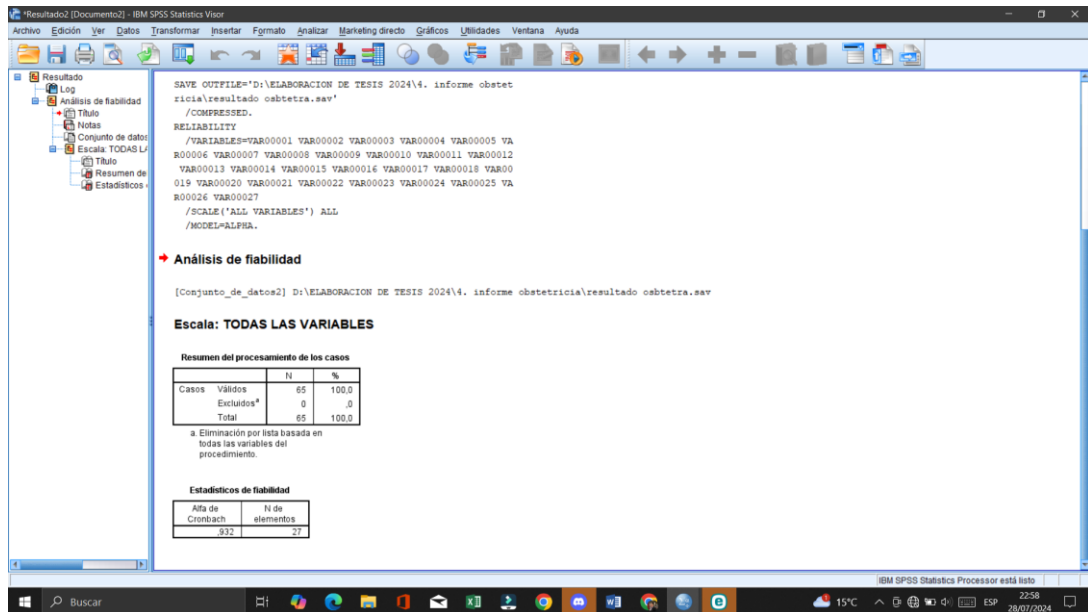 *Resultado2 [Documento2] - IBM SPSS Statistics Visor
Archivo Edición Ver Datos Transformar Insertar Formato Analizar Marketing directo Gráficos Utilidades Ventana Ayuda
Resultado
Log
Análisis de fiabilidad
Título
Notas
Conjunto de datos
Escala: TODAS LA
Título
Resumen de
Estadísticos
SAVE OUTFILE='D:\ELABORACION DE TESIS 2024\4. informe obstet
ricia\resultado osbtetra.sav'
/COMPRESSED.
RELIABILITY
/VARIABLES=VAR00001 VAR00002 VAR00003 VAR00004 VAR00005 VA
R00006 VAR00007 VAR00008 VAR00009 VAR00010 VAR00011 VAR00012
VAR00013 VAR00014 VAR00015 VAR00016 VAR00017 VAR00018 VAR00
019 VAR00020 VAR00021 VAR00022 VAR00023 VAR00024 VAR00025 VA
R00026 VAR00027
/SCALE('ALL VARIABLES') ALL
/MODEL=ALPHA.
Análisis de fiabilidad
[Conjunto_de_datos2] D:\ELABORACION DE TESIS 2024\4. informe obstetricia\resultado osbtetra.sav
Escala: TODAS LAS VARIABLES
Resumen del procesamiento de los casos
N %
Casos Válidos 65 100,0
Excluidosª 0 ,0
Total 65 100,0
a. Eliminación por lista basada en
todas las variables del
procedimiento.
Estadísticos de fiabilidad
Alfa de Cronbach N de elementos
,932 27
IBM SPSS Statistics Processor está listo
Buscar
15°C
ESP
22:58
28/07/2024